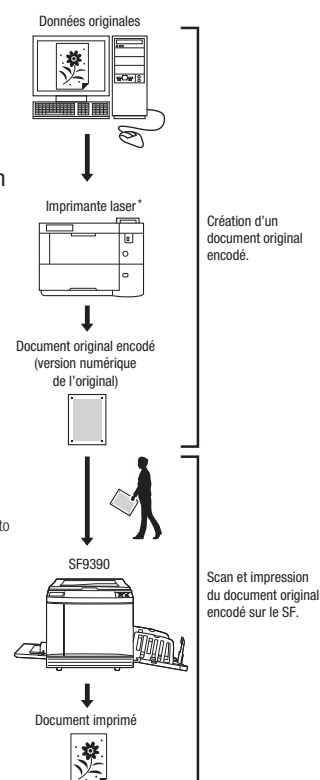 Données originales
n
Imprimante laser*
Création d'un
document original
encodé.
Document original encodé
(version numérique
de l'original)
to
SF9390
Scan et impression
du document original
encodé sur le SF.
Document imprimé